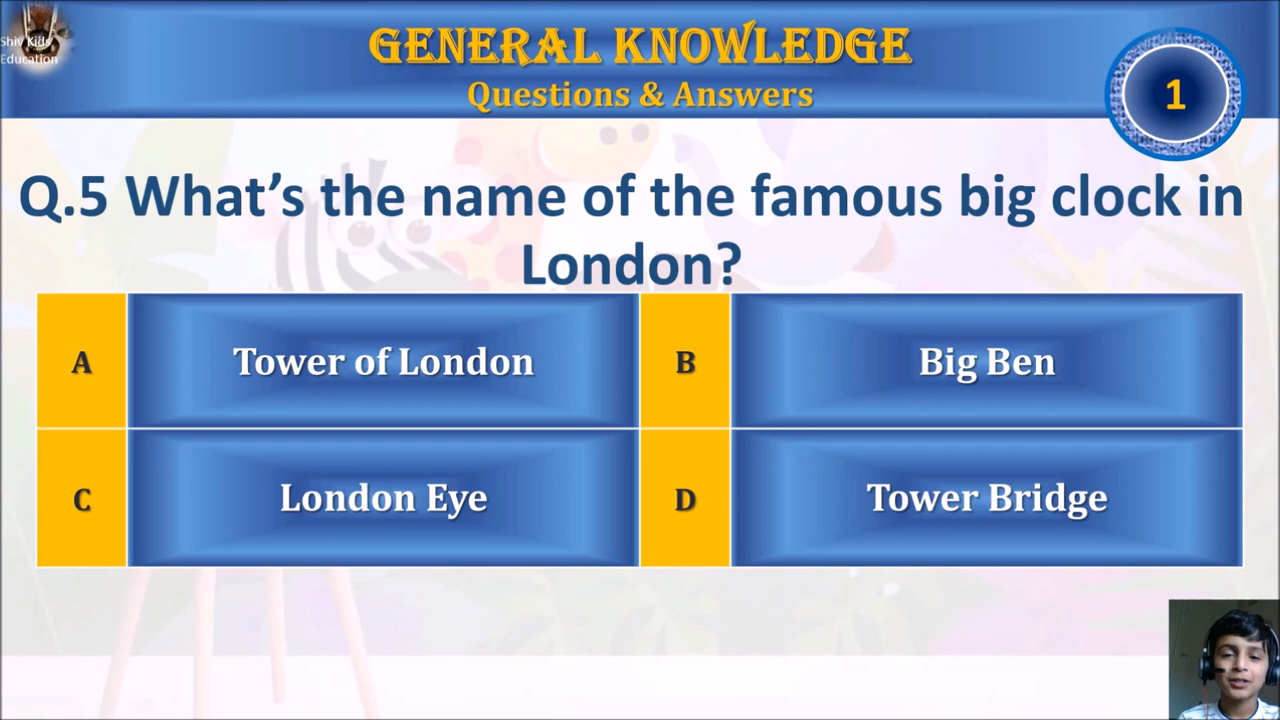 Shiv Kids
Education
GENERAL KNOWLEDGE
Questions & Answers
1
Q.5 What’s the name of the famous big clock in
London?
A Tower of London B Big Ben
C London Eye D Tower Bridge